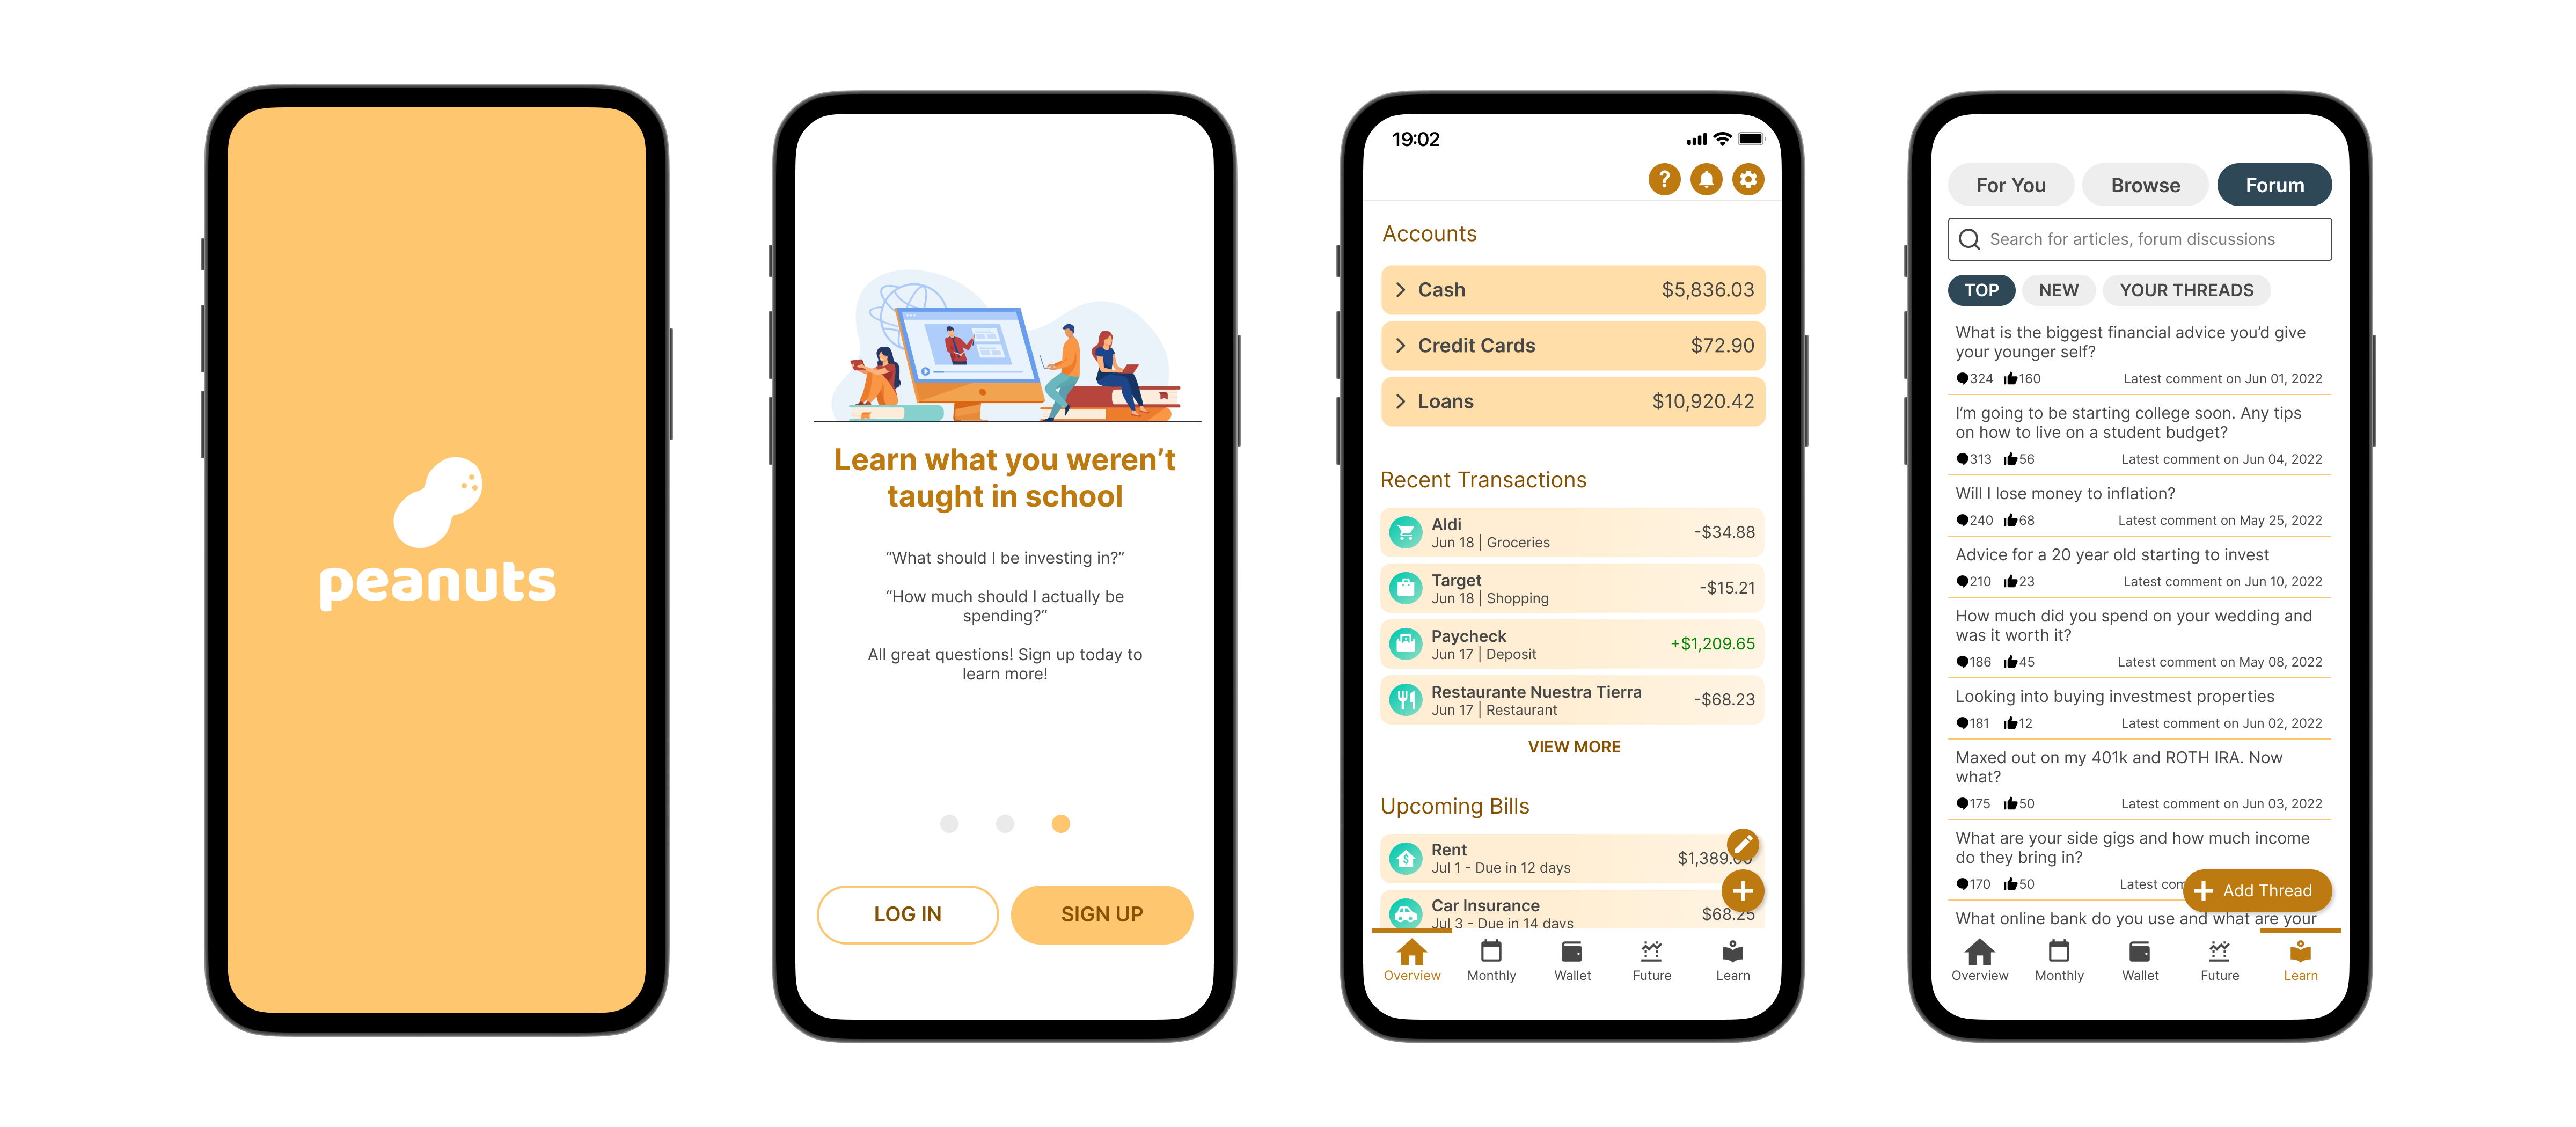 peanuts
Learn what you weren’t
taught in school
“What should I be investing in?”
“How much should I actually be
spending?“
All great questions! Sign up today to
learn more!
LOG IN
SIGN UP
19:02
?
Accounts
Cash $5,836.03
Credit Cards $72.90
Loans $10,920.42
Recent Transactions
Aldi
Jun 18 | Groceries
-$34.88
Target
Jun 18 | Shopping
-$15.21
Paycheck
Jun 17 | Deposit
+$1,209.65
Restaurante Nuestra Tierra
Jun 17 | Restaurant
-$68.23
VIEW MORE
Upcoming Bills
Rent
Jul 1 - Due in 12 days
Car Insurance
Jul 3 - Due in 14 days
$68.25
Overview Monthly Wallet Future Learn
For You Browse Forum
Search for articles, forum discussions
TOP NEW YOUR THREADS
What is the biggest financial advice you’d give
your younger self?
324 160 Latest comment on Jun 01, 2022
I’m going to be starting college soon. Any tips
on how to live on a student budget?
313 56 Latest comment on Jun 04, 2022
Will I lose money to inflation?
240 68 Latest comment on May 25, 2022
Advice for a 20 year old starting to invest
210 23 Latest comment on Jun 10, 2022
How much did you spend on your wedding and
was it worth it?
186 45 Latest comment on May 08, 2022
Looking into buying investmest properties
181 12 Latest comment on Jun 02, 2022
Maxed out on my 401k and ROTH IRA. Now
what?
175 50 Latest comment on Jun 03, 2022
What are your side gigs and how much income
do they bring in?
170 50 Latest
Add Thread
What online bank do you use and what are your
Overview Monthly Wallet Future Learn